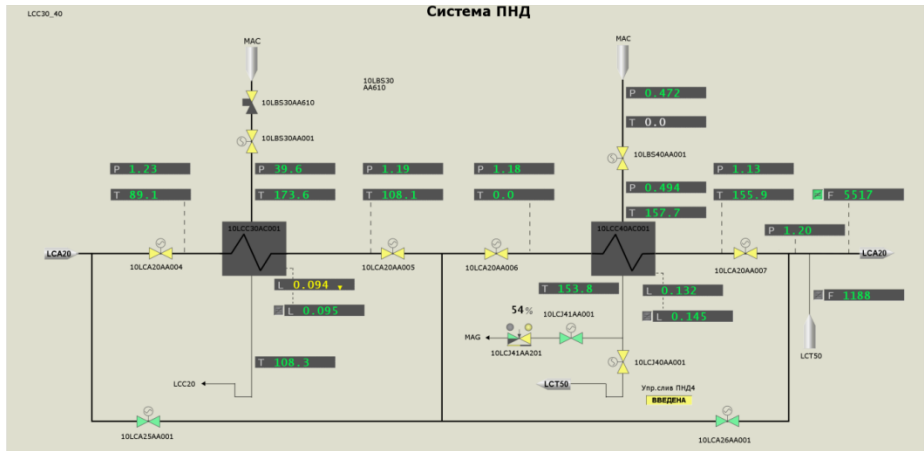 Система ПНД
LCC30_40
MAC
MAC
10LBS30
AA610
10LBS30AA610
P 0.472
T 0.0
10LBS30AA001
10LBS40AA001
P 1.23
P 39.6
P 1.19
P 1.18
P 0.494
P 1.13
T 89.1
T 173.6
T 108.1
T 0.0
T 157.7
T 155.9
F 5517
10LCC30AC001
10LCC40AC001
P 1.20
LCA20
LCA20
10LCA20AA004
10LCA20AA005
10LCA20AA006
10LCA20AA007
L 0.094
T 153.8
L 0.132
F 1188
L 0.095
54 %
10LCJ41AA001
L 0.145
MAG
10LCJ41AA201
LCT50
T 108.3
10LCJ40AA001
LCC20
LCT50
Упр.слив ПНД4
ВВЕДЕНА
10LCA25AA001
10LCA26AA001